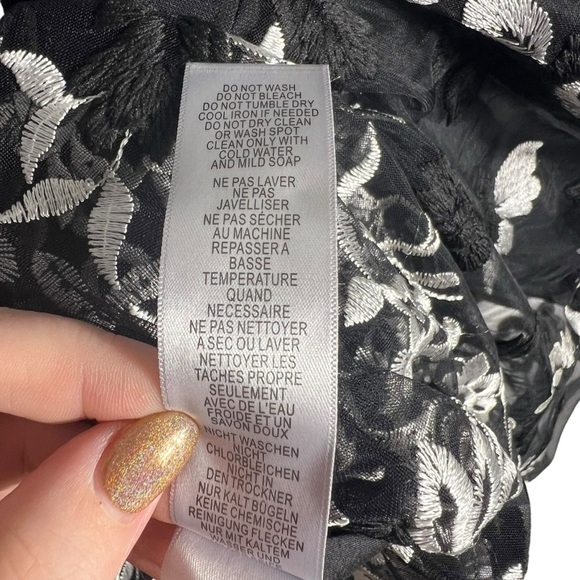 DO NOT WASH
DO NOT BLEACH
DO NOT TUMBLE DRY
COOL IRON IF NEEDED
DO NOT DRY CLEAN
OR WASH SPOT
CLEAN ONLY WITH
COLD WATER
AND MILD SOAP
NE PAS LAVER
NE PAS
JAVELLISER
NE PAS SÉCHER
AU MACHINE
REPASSER A
BASSE
TEMPERATURE
QUAND
NECESSAIRE
NE PAS NETTOYER
A SEC OU LAVER
NETTOYER LES
TACHES PROPRE
SEULEMENT
AVEC DE L'EAU
FROIDE ET UN
SAVON DOUX
NICHT WASCHEN
NICHT
CHLORBLEICHEN
NICHT IN
DEN TROCKNER
NUR KALT BÜGELN
KEINE CHEMISCHE
REINIGUNG FLECKEN
NUR MIT KALTEM
WASSER UND